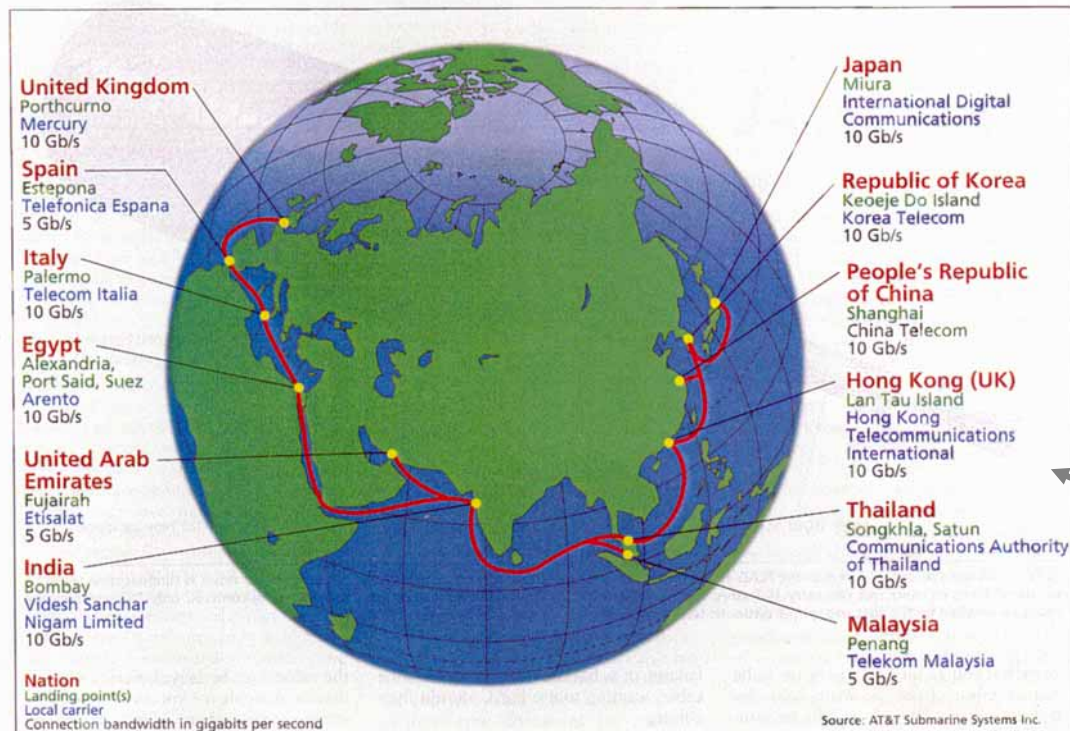 United Kingdom
Porthcurno
Mercury
10 Gb/s
Spain
Estepona
Telefonica Espana
5 Gb/s
Italy
Palermo
Telecom Italia
10 Gb/s
Egypt
Alexandria,
Port Said, Suez
Arento
10 Gb/s
United Arab
Emirates
Fujairah
Etisalat
5 Gb/s
India
Bombay
Videsh Sanchar
Nigam Limited
10 Gb/s
Nation
Landing point(s)
Local carrier
Connection bandwidth in gigabits per second
Japan
Miura
International Digital
Communications
10 Gb/s
Republic of Korea
Keoeje Do Island
Korea Telecom
10 Gb/s
People's Republic
of China
Shanghai
China Telecom
10 Gb/s
Hong Kong (UK)
Lan Tau Island
Hong Kong
Telecommunications
International
10 Gb/s
Thailand
Songkhla, Satun
Communications Authority
of Thailand
10 Gb/s
Malaysia
Penang
Telekom Malaysia
5 Gb/s
Source: AT&T Submarine Systems Inc.